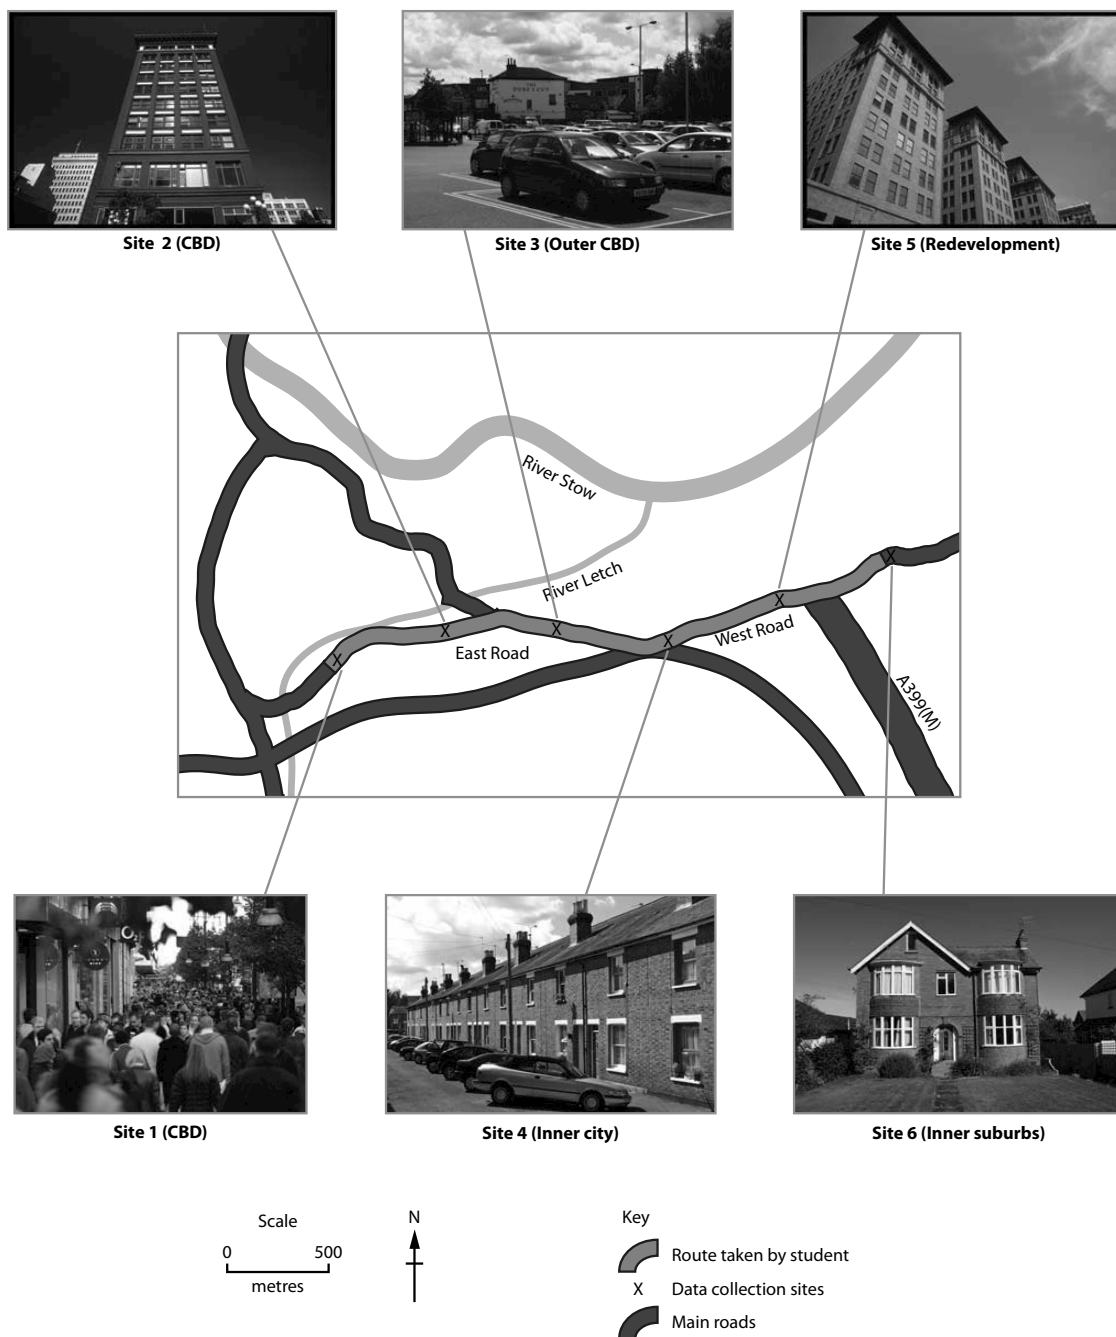 Site 2 (CBD)
Site 3 (Outer CBD)
Site 5 (Redevelopment)
River Stow
River Letch
East Road
West Road
A399(M)
Site 1 (CBD)
Site 4 (Inner city)
Site 6 (Inner suburbs)
Scale
0 500
metres
N
Key
Route taken by student
X Data collection sites
Main roads